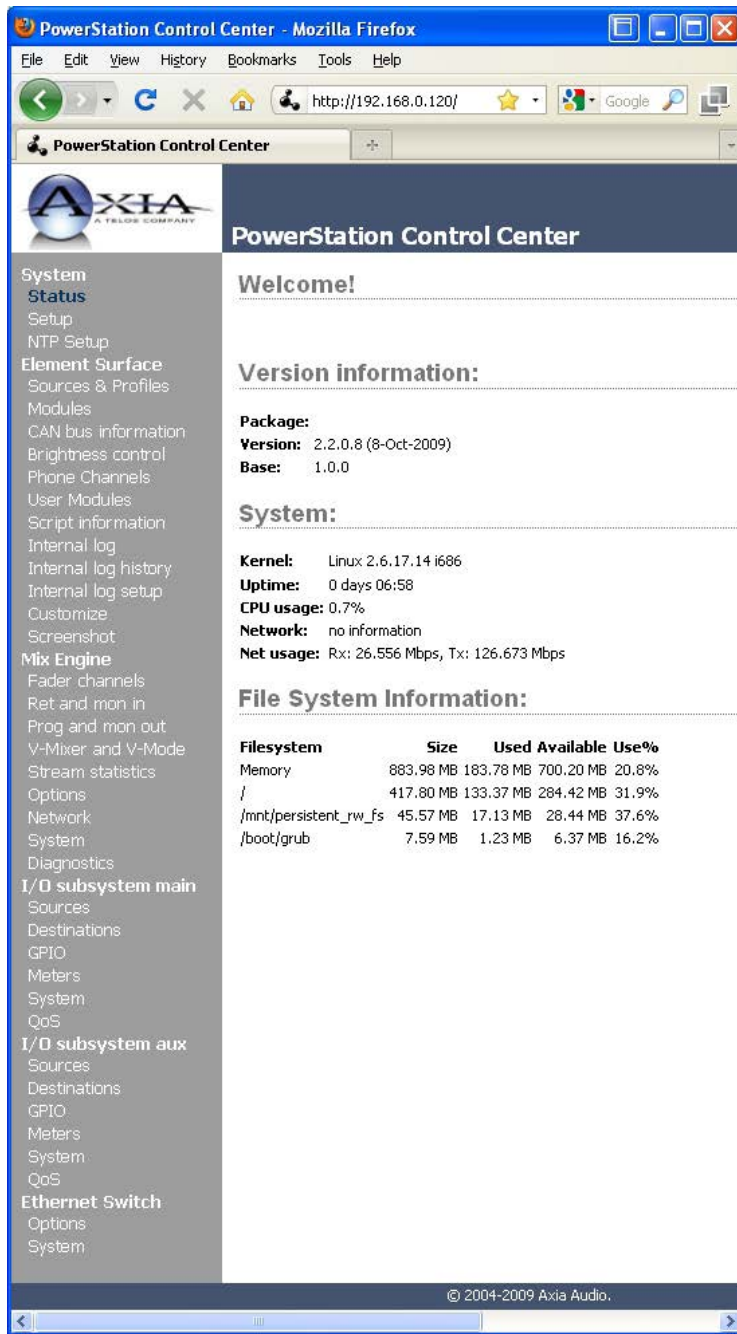 PowerStation Control Center - Mozilla Firefox
File Edit View History Bookmarks Tools Help
http://192.168.0.120/ Google
PowerStation Control Center
AXIA
A TELOS COMPANY
PowerStation Control Center
System
Status
Setup
NTP Setup
Element Surface
Sources & Profiles
Modules
CAN bus information
Brightness control
Phone Channels
User Modules
Script information
Internal log
Internal log history
Internal log setup
Customize
Screenshot
Mix Engine
Fader channels
Ret and mon in
Prog and mon out
V-Mixer and V-Mode
Stream statistics
Options
Network
System
Diagnostics
I/O subsystem main
Sources
Destinations
GPIO
Meters
System
QoS
I/O subsystem aux
Sources
Destinations
GPIO
Meters
System
QoS
Ethernet Switch
Options
System
Welcome!
Version information:
Package:
Version: 2.2.0.8 (8-Oct-2009)
Base: 1.0.0
System:
Kernel: Linux 2.6.17.14 i686
Uptime: 0 days 06:58
CPU usage: 0.7%
Network: no information
Net usage: Rx: 26.556 Mbps, Tx: 126.673 Mbps
File System Information:
Filesystem Size Used Available Use%
Memory 883.98 MB 183.78 MB 700.20 MB 20.8%
/ 417.80 MB 133.37 MB 284.42 MB 31.9%
/mnt/persistent_rw_fs 45.57 MB 17.13 MB 28.44 MB 37.6%
/boot/grub 7.59 MB 1.23 MB 6.37 MB 16.2%
© 2004-2009 Axia Audio.